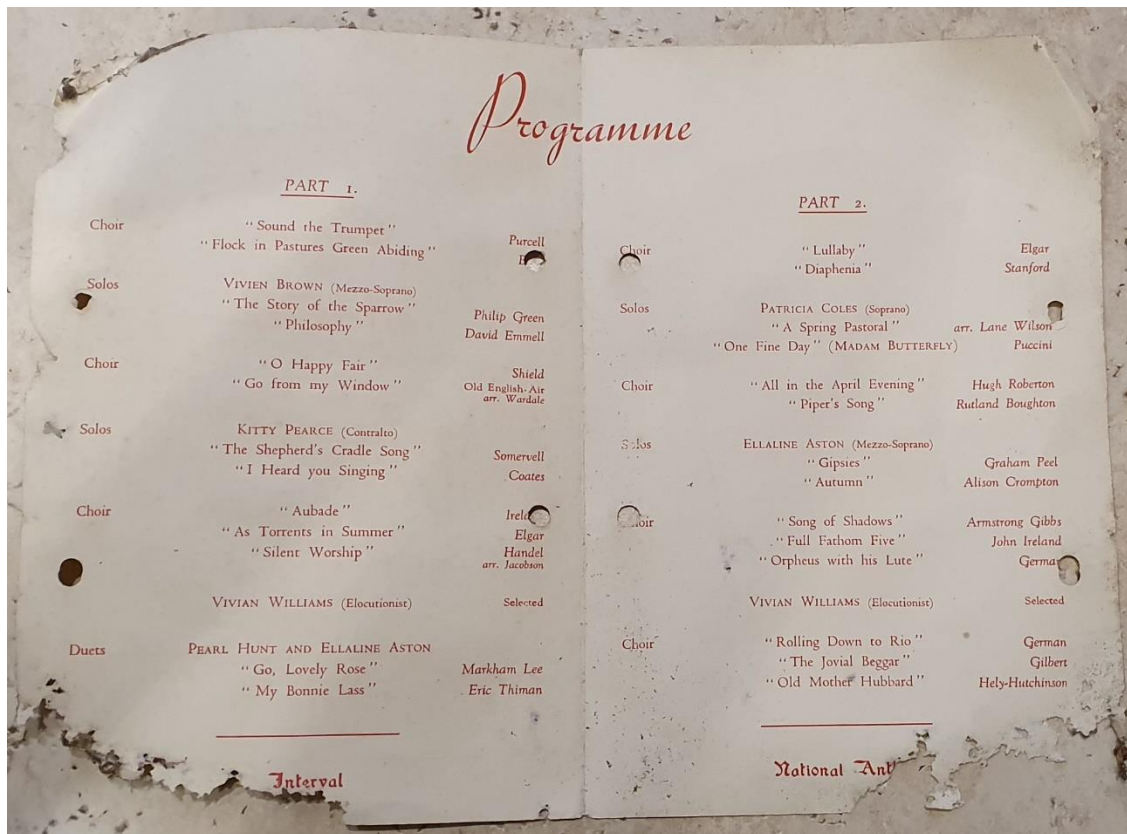 Programme
PART 1.
Choir "Sound the Trumpet" Purcell
"Flock in Pastures Green Abiding"
Solos VIVIEN BROWN (Mezzo-Soprano)
"The Story of the Sparrow" Philip Green
"Philosophy" David Emmell
Choir "O Happy Fair" Shield
"Go from my Window" Old English-Air
arr. Wardale
Solos KITTY PEARCE (Contralto)
"The Shepherd's Cradle Song" Somervell
"I Heard you Singing" Coates
Choir "Aubade"
"As Torrents in Summer" Elgar
"Silent Worship" Handel
arr. Jacobson
VIVIAN WILLIAMS (Elocutionist) Selected
Duets PEARL HUNT AND ELLALINE ASTON
"Go, Lovely Rose" Markham Lee
"My Bonnie Lass" Eric Thiman
Interval
PART 2.
Choir "Lullaby" Elgar
"Diaphenia" Stanford
Solos PATRICIA COLES (Soprano)
"A Spring Pastoral" arr. Lane Wilson
"One Fine Day" (MADAM BUTTERFLY) Puccini
Choir "All in the April Evening" Hugh Roberton
"Piper's Song" Rutland Boughton
Solos ELLALINE ASTON (Mezzo-Soprano)
"Gipsies" Graham Peel
"Autumn" Alison Crompton
"Song of Shadows" Armstrong Gibbs
"Full Fathom Five" John Ireland
"Orpheus with his Lute" German
VIVIAN WILLIAMS (Elocutionist) Selected
Choir "Rolling Down to Rio" German
"The Jovial Beggar" Gilbert
"Old Mother Hubbard" Hely-Hutchinson
National